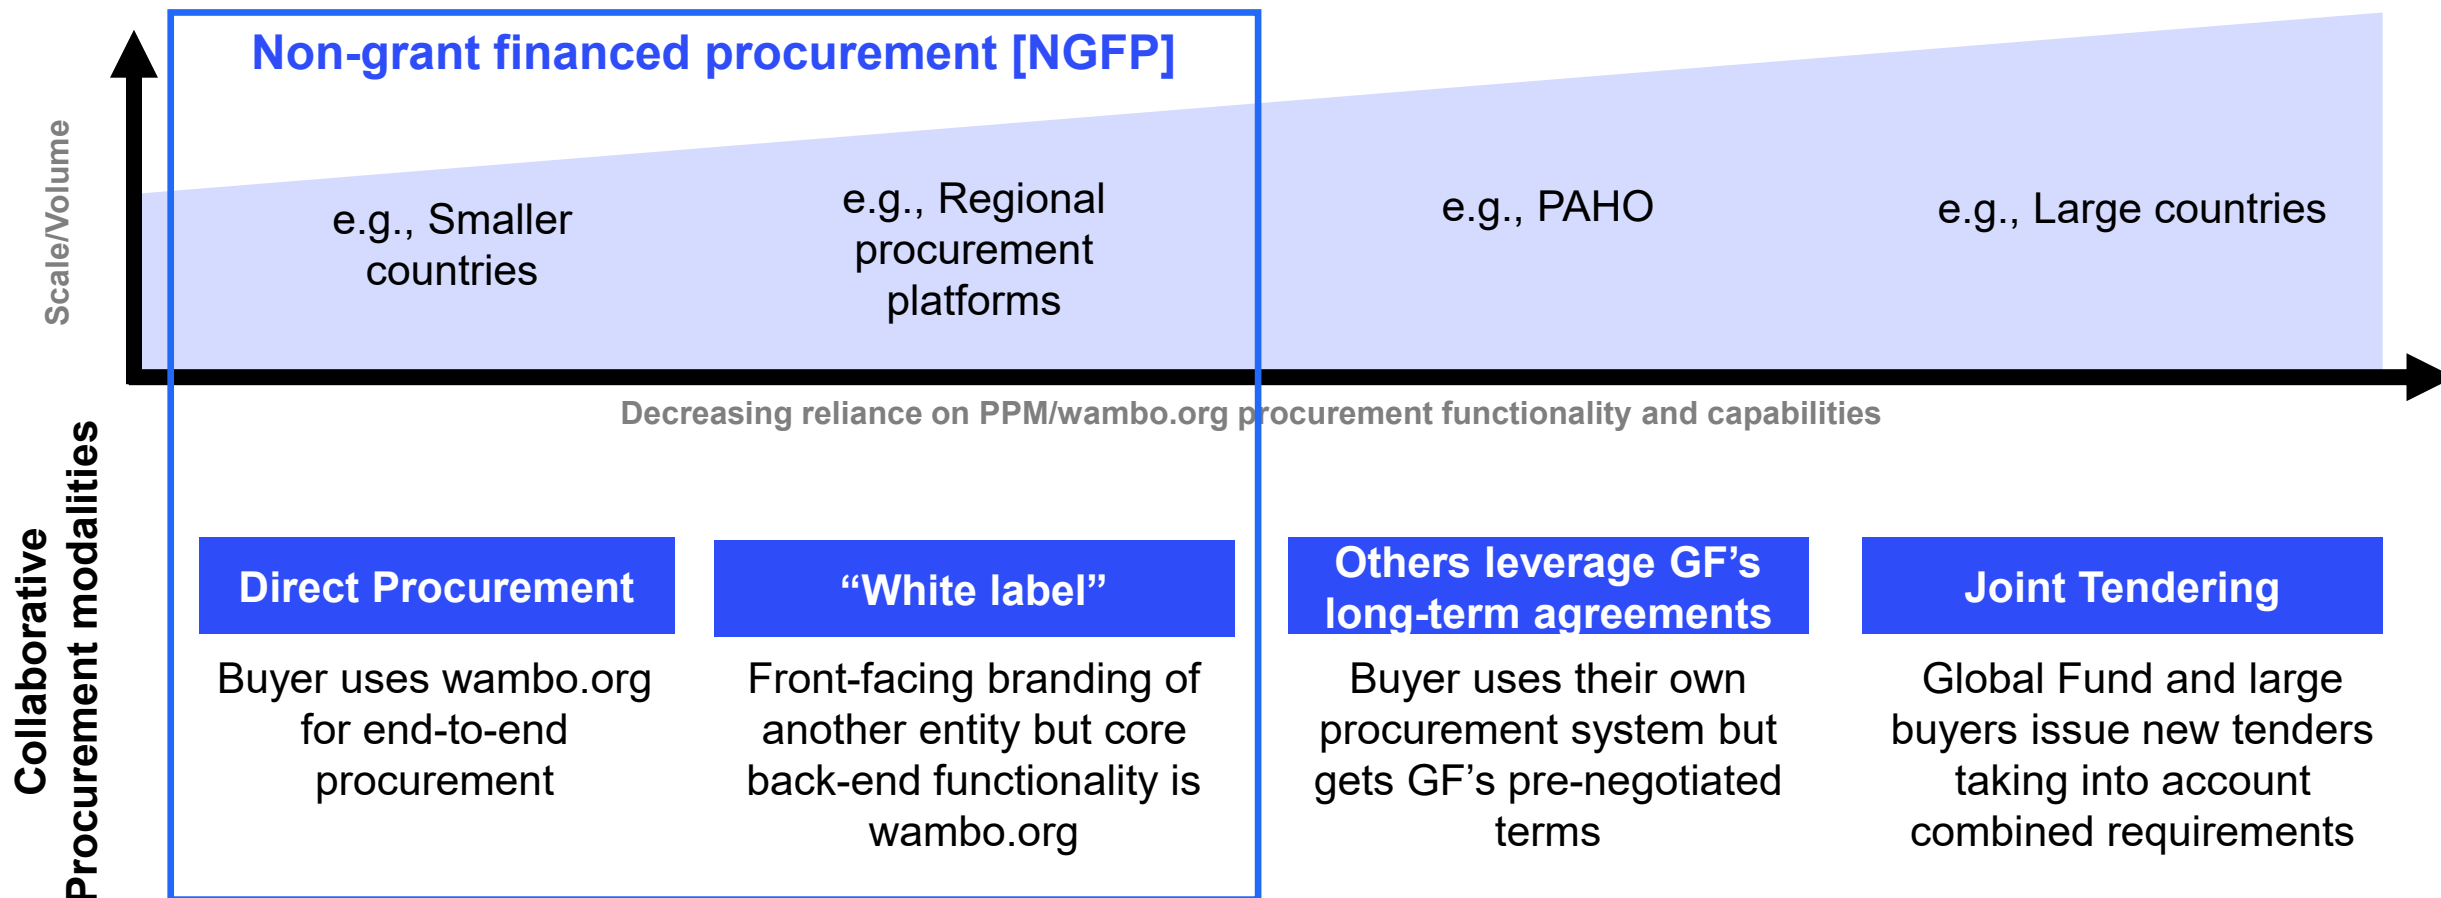 Non-grant financed procurement [NGFP]
Scale/Volume
e.g., Smaller
countries
e.g., Regional
procurement
platforms
e.g., PAHO
e.g., Large countries
Decreasing reliance on PPM/wambo.org procurement functionality and capabilities
Collaborative
Procurement modalities
Direct Procurement
Buyer uses wambo.org
for end-to-end
procurement
“White label”
Front-facing branding of
another entity but core
back-end functionality is
wambo.org
Others leverage GF’s
long-term agreements
Buyer uses their own
procurement system but
gets GF’s pre-negotiated
terms
Joint Tendering
Global Fund and large
buyers issue new tenders
taking into account
combined requirements